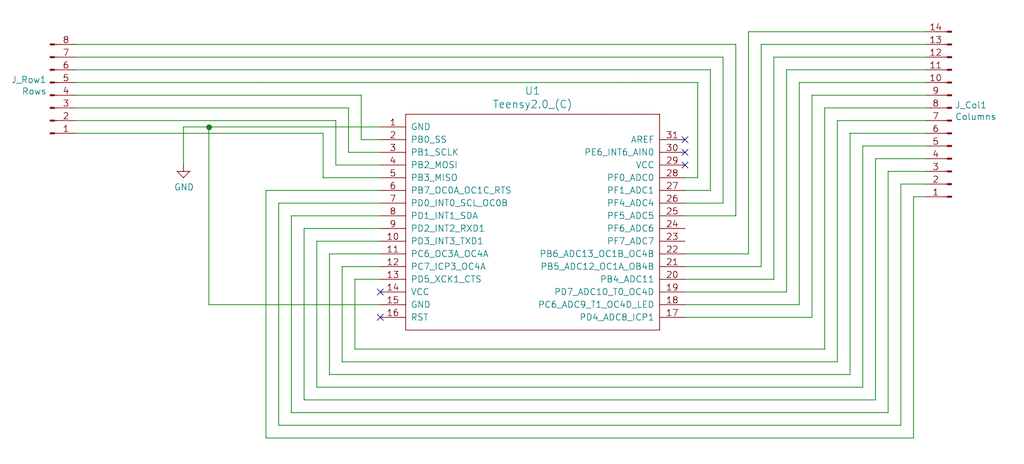 U1
Teensy2.0_(C)
J_Row1
Rows
8
7
6
5
4
3
2
1
J_Col1
Columns
14
13
12
11
10
9
8
7
6
5
4
3
2
1
GND
1 GND
2 PB0_SS
3 PB1_SCLK
4 PB2_MOSI
5 PB3_MISO
6 PB7_OC0A_OC1C_RTS
7 PD0_INT0_SCL_OC0B
8 PD1_INT1_SDA
9 PD2_INT2_RXD1
10 PD3_INT3_TXD1
11 PC6_OC3A_OC4A
12 PC7_ICP3_OC4A
13 PD5_XCK1_CTS
14 VCC
15 GND
16 RST
AREF 31
PE6_INT6_AIN0 30
VCC 29
PF0_ADC0 28
PF1_ADC1 27
PF4_ADC4 26
PF5_ADC5 25
PF6_ADC6 24
PF7_ADC7 23
PB6_ADC13_OC1B_OC4B 22
PB5_ADC12_OC1A_OB4B 21
PB4_ADC11 20
PD7_ADC10_T0_OC4D 19
PC6_ADC9_T1_OC4D_LED 18
PD4_ADC8_ICP1 17